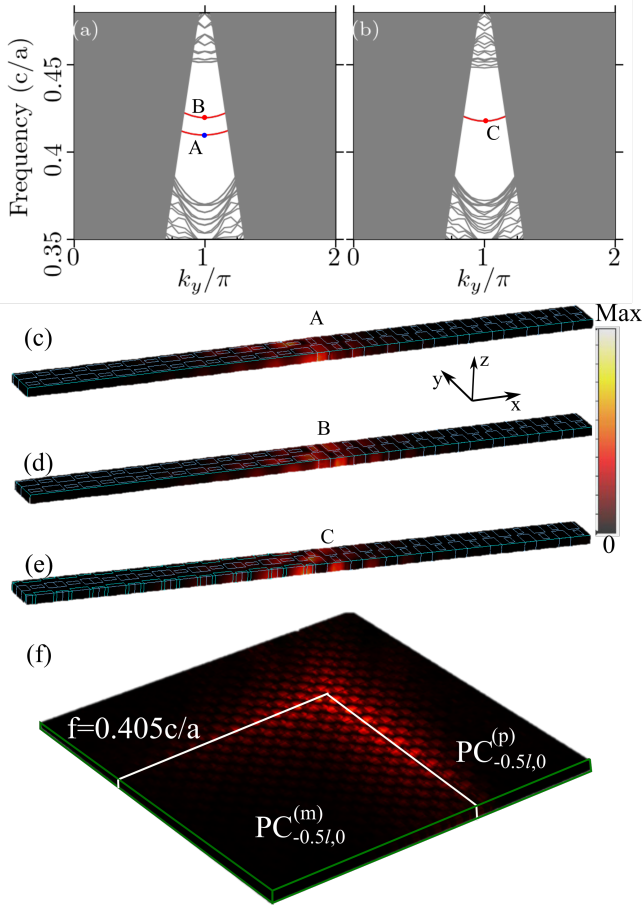 (a)
(b)
Frequency (c/a)
0.45
0.4
0.35
B
A
C
0
1
2
0
1
2
k_y/π
k_y/π
A
Max
(c)
z
y
x
B
(d)
C
(e)
0
(f)
f=0.405c/a
PC^{(p)}_{-0.5l,0}
PC^{(m)}_{-0.5l,0}